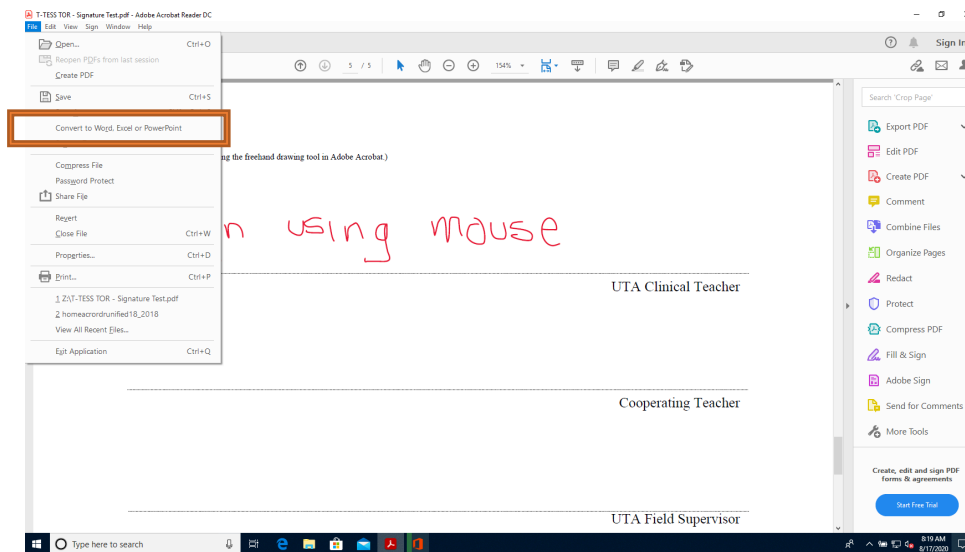 T-TESS TOR - Signature Test.pdf - Adobe Acrobat Reader DC
File Edit View Sign Window Help
Open... Ctrl+O
Reopen PDFs from last session
Create PDF
Save Ctrl+S
Convert to Word, Excel or PowerPoint
Compress File
Password Protect
Share File
Revert
Close File Ctrl+W
Properties... Ctrl+D
Print... Ctrl+P
1 Z:\T-TESS TOR - Signature Test.pdf
2 homeacrordrunified18_2018
View All Recent Files...
Exit Application Ctrl+Q
Sign In
5 / 5 154%
ng the freehand drawing tool in Adobe Acrobat.)
n using mouse
UTA Clinical Teacher
Cooperating Teacher
UTA Field Supervisor
Search 'Crop Page'
Export PDF
Edit PDF
Create PDF
Comment
Combine Files
Organize Pages
Redact
Protect
Compress PDF
Fill & Sign
Adobe Sign
Send for Comments
More Tools
Create, edit and sign PDF
forms & agreements
Start Free Trial
Type here to search
8:19 AM
8/17/2020